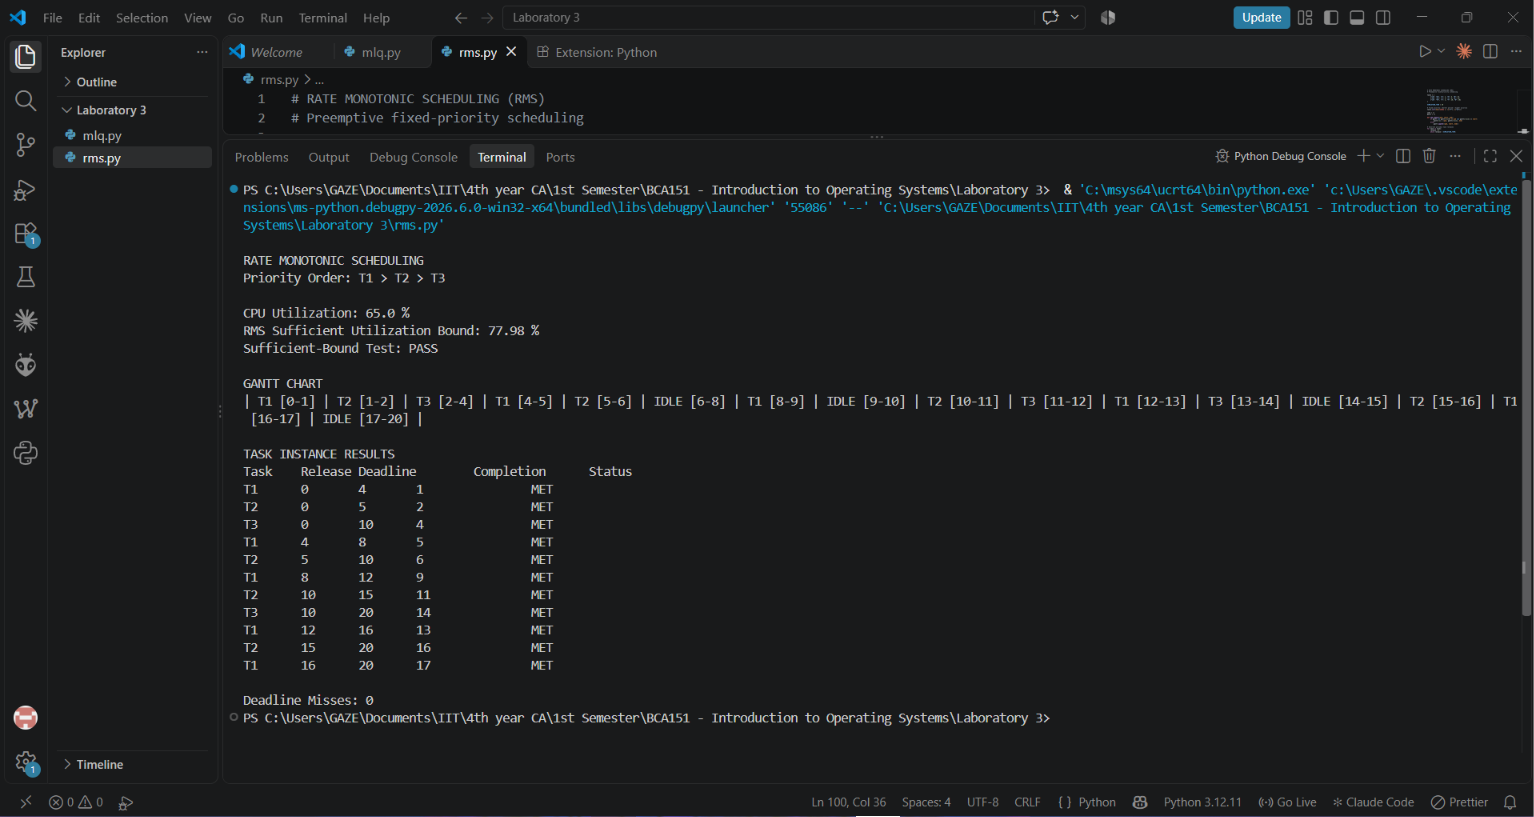 File Edit Selection View Go Run Terminal Help
Laboratory 3
Update
Explorer
Outline
Laboratory 3
mlq.py
rms.py
Timeline
1
1
Welcome
mlq.py
rms.py
Extension: Python
rms.py > ...
1 # RATE MONOTONIC SCHEDULING (RMS)
2 # Preemptive fixed-priority scheduling
Problems Output Debug Console Terminal Ports
Python Debug Console
PS C:\Users\GAZE\Documents\IIT\4th year CA\1st Semester\BCA151 - Introduction to Operating Systems\Laboratory 3> & 'C:\msys64\ucrt64\bin\python.exe' 'c:\Users\GAZE\.vscode\exte
nsions\ms-python.debugpy-2026.6.0-win32-x64\bundled\libs\debugpy\launcher' '55086' '--' 'C:\Users\GAZE\Documents\IIT\4th year CA\1st Semester\BCA151 - Introduction to Operating
Systems\Laboratory 3\rms.py'
RATE MONOTONIC SCHEDULING
Priority Order: T1 > T2 > T3
CPU Utilization: 65.0 %
RMS Sufficient Utilization Bound: 77.98 %
Sufficient-Bound Test: PASS
GANTT CHART
| T1 [0-1] | T2 [1-2] | T3 [2-4] | T1 [4-5] | T2 [5-6] | IDLE [6-8] | T1 [8-9] | IDLE [9-10] | T2 [10-11] | T3 [11-12] | T1 [12-13] | T3 [13-14] | IDLE [14-15] | T2 [15-16] | T1
[16-17] | IDLE [17-20] |
TASK INSTANCE RESULTS
Task Release Deadline Completion Status
T1 0 4 1 MET
T2 0 5 2 MET
T3 0 10 4 MET
T1 4 8 5 MET
T2 5 10 6 MET
T1 8 12 9 MET
T2 10 15 11 MET
T3 10 20 14 MET
T1 12 16 13 MET
T2 15 20 16 MET
T1 16 20 17 MET
Deadline Misses: 0
PS C:\Users\GAZE\Documents\IIT\4th year CA\1st Semester\BCA151 - Introduction to Operating Systems\Laboratory 3>
0 0
Ln 100, Col 36 Spaces: 4 UTF-8 CRLF { } Python Python 3.12.11 Go Live Claude Code Prettier